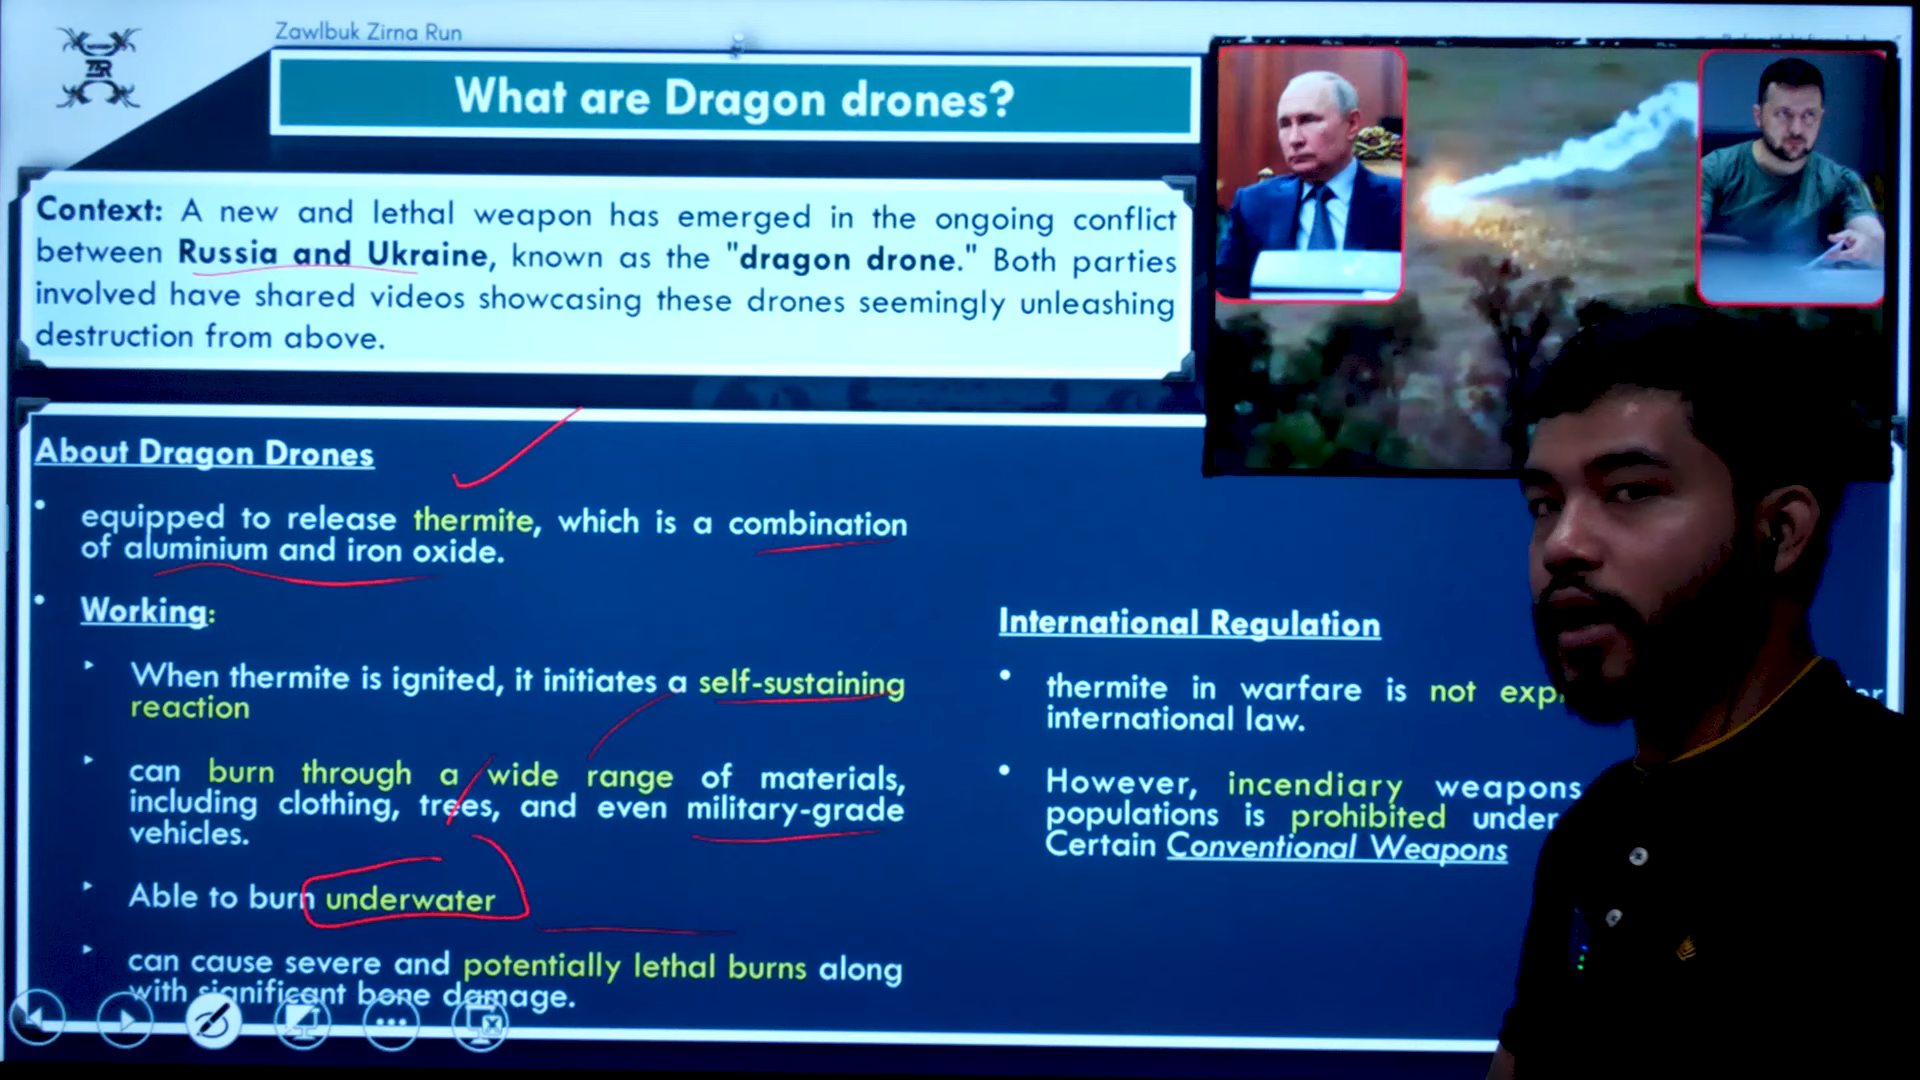 Zawlbuk Zirna Run
ZR
What are Dragon drones?
Context: A new and lethal weapon has emerged in the ongoing conflict
between Russia and Ukraine, known as the "dragon drone." Both parties
involved have shared videos showcasing these drones seemingly unleashing
destruction from above.
About Dragon Drones
• equipped to release thermite, which is a combination
of aluminium and iron oxide.
• Working:
‣ When thermite is ignited, it initiates a self-sustaining
reaction
‣ can burn through a wide range of materials,
including clothing, trees, and even military-grade
vehicles.
‣ Able to burn underwater
‣ can cause severe and potentially lethal burns along
with significant bone damage.
International Regulation
• thermite in warfare is not
international law.
• However, incendiary weapons
populations is prohibited under
Certain Conventional Weapons